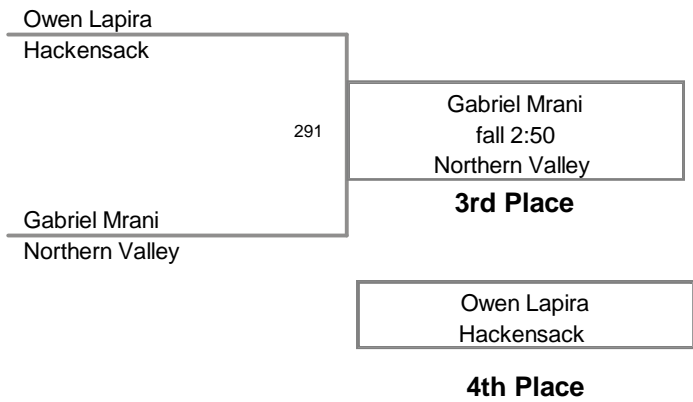 Owen Lapira
Hackensack
291
Gabriel Mrani
fall 2:50
Northern Valley
3rd Place
Gabriel Mrani
Northern Valley
Owen Lapira
Hackensack
4th Place